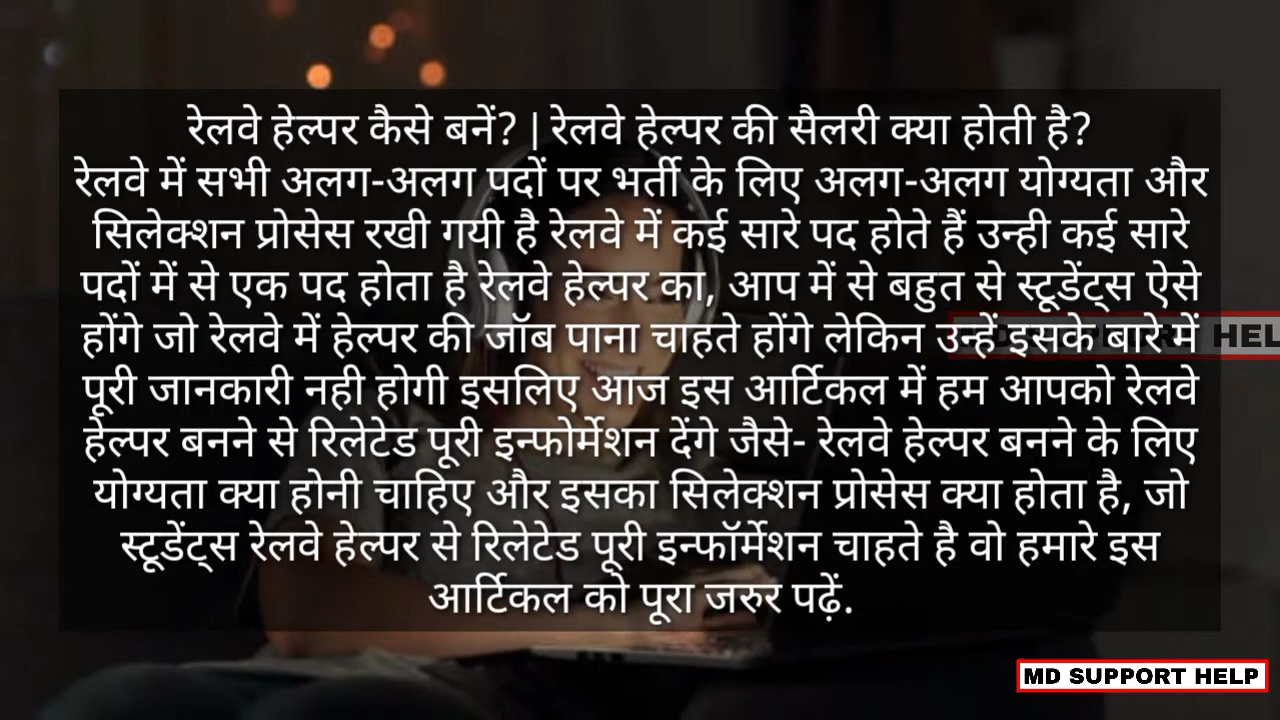 रेलवे हेल्पर कैसे बनें? | रेलवे हेल्पर की सैलरी क्या होती है?
रेलवे में सभी अलग-अलग पदों पर भर्ती के लिए अलग-अलग योग्यता और
सिलेक्शन प्रोसेस रखी गयी है रेलवे में कई सारे पद होते हैं उन्ही कई सारे
पदों में से एक पद होता है रेलवे हेल्पर का, आप में से बहुत से स्टूडेंट्स ऐसे
होंगे जो रेलवे में हेल्पर की जॉब पाना चाहते होंगे लेकिन उन्हें इसके बारे में
पूरी जानकारी नही होगी इसलिए आज इस आर्टिकल में हम आपको रेलवे
हेल्पर बनने से रिलेटेड पूरी इन्फोर्मेशन देंगे जैसे- रेलवे हेल्पर बनने के लिए
योग्यता क्या होनी चाहिए और इसका सिलेक्शन प्रोसेस क्या होता है, जो
स्टूडेंट्स रेलवे हेल्पर से रिलेटेड पूरी इन्फॉर्मेशन चाहते है वो हमारे इस
आर्टिकल को पूरा जरुर पढ़ें.
MD SUPPORT HELP